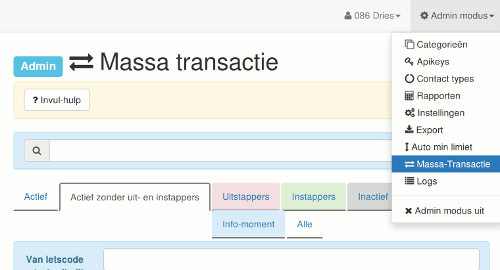 086 Dries
Admin modus
Categorieën
Apikeys
Contact types
Rapporten
Instellingen
Export
Auto min limiet
Massa-Transactie
Logs
Admin modus uit
Admin Massa transactie
? Invul-hulp
Actief
Actief zonder uit- en instappers
Uitstappers
Instappers
Inactief
Info-moment
Alle
Van letscode